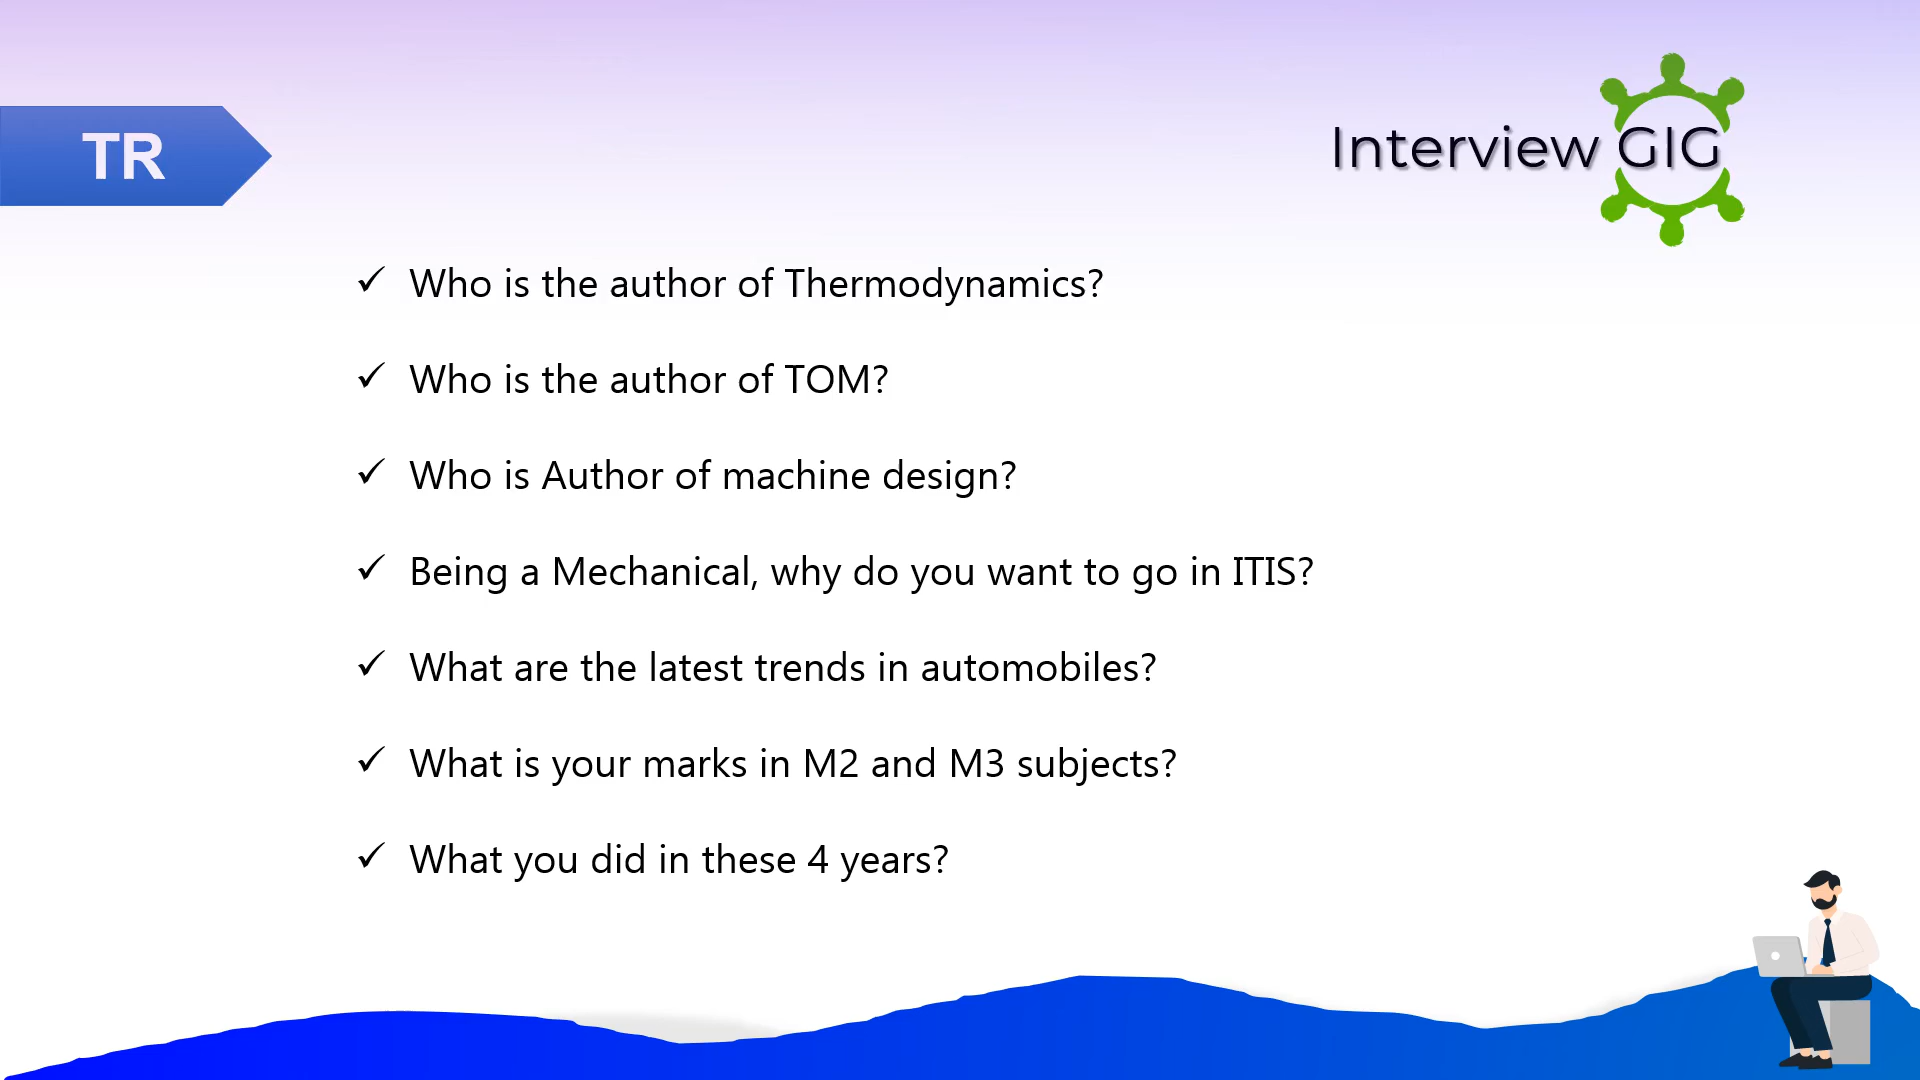 TR
Interview GIG
✓ Who is the author of Thermodynamics?
✓ Who is the author of TOM?
✓ Who is Author of machine design?
✓ Being a Mechanical, why do you want to go in ITIS?
✓ What are the latest trends in automobiles?
✓ What is your marks in M2 and M3 subjects?
✓ What you did in these 4 years?